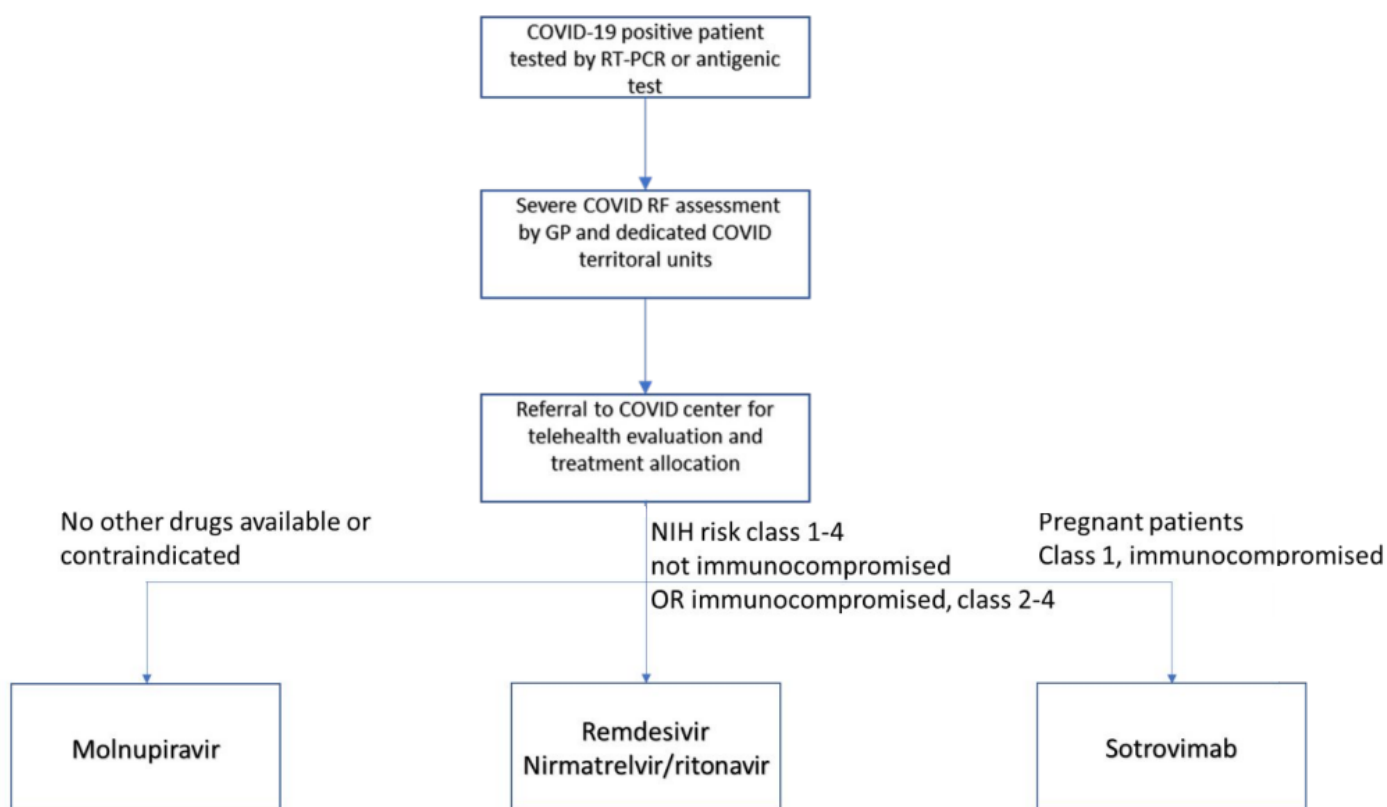 COVID-19 positive patient
tested by RT-PCR or antigenic
test
Severe COVID RF assessment
by GP and dedicated COVID
territoral units
Referral to COVID center for
telehealth evaluation and
treatment allocation
No other drugs available or
contraindicated
NIH risk class 1-4
not immunocompromised
OR immunocompromised, class 2-4
Pregnant patients
Class 1, immunocompromised
Molnupiravir
Remdesivir
Nirmatrelvir/ritonavir
Sotrovimab